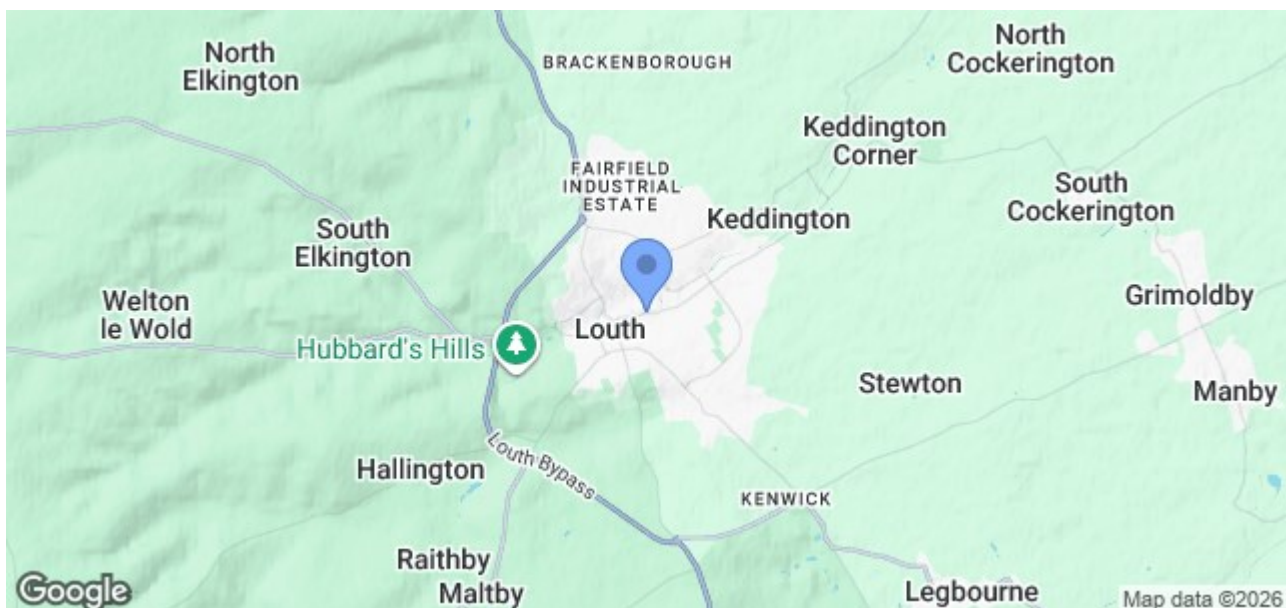 North
Elkington
BRACKENBOROUGH
North
Cockerington
Keddington
Corner
FAIRFIELD
INDUSTRIAL
ESTATE
South
Cockerington
Keddington
South
Elkington
Welton
le Wold
Grimoldby
Louth
Hubbard's Hills
Stewton
Manby
Hallington
Louth Bypass
KENWICK
Raithby
Maltby
Legbourne
Google
Map data ©2026